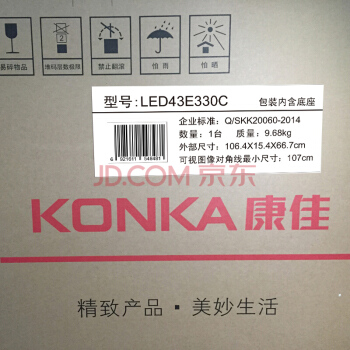 易碎物品
堆码层数极限
禁止翻滚
怕雨
怕晒
2
型号: LED43E330C
包装内含底座
企业标准: Q/SKK20060-2014
数量: 1台
质量: 9.68kg
外部尺寸: 106.4X15.4X66.7cm
可视图像对角线最小尺寸: 107cm
6 921611 548491
JD.COM 京东
KONKA 康佳
精致产品·美妙生活